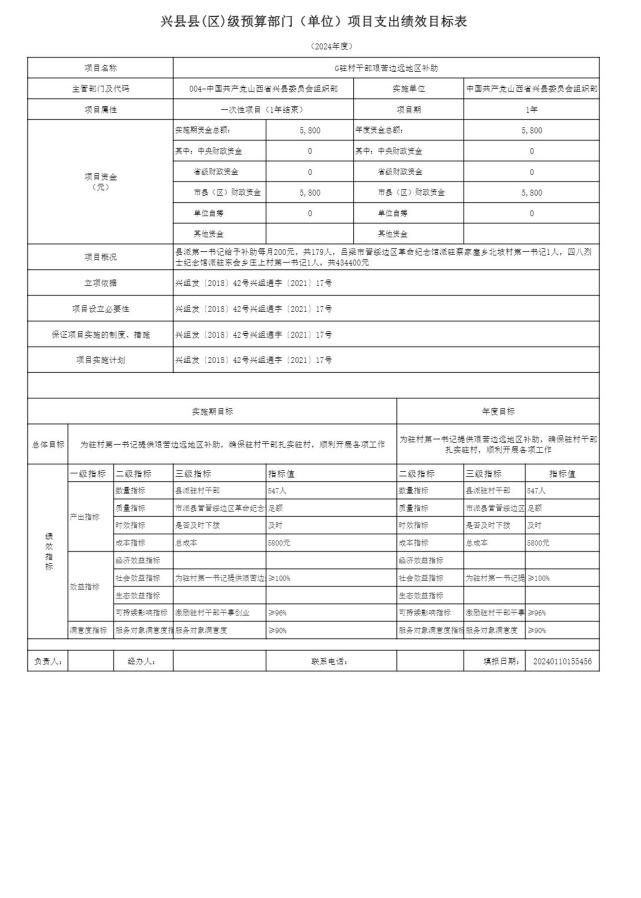 兴县县(区)级预算部门（单位）项目支出绩效目标表
（2024年度）
项目名称 G驻村干部艰苦边远地区补助
主管部门及代码 004-中国共产党山西省兴县委员会组织部 实施单位 中国共产党山西省兴县委员会组织部
项目属性 一次性项目（1年结束） 项目期 1年
项目资金
（元）
实施期资金总额： 5,800 年度资金总额： 5,800
其中：中央财政资金 0 其中：中央财政资金 0
省级财政资金 0 省级财政资金 0
市县（区）财政资金 5,800 市县（区）财政资金 5,800
单位自筹 0 单位自筹 0
其他资金 其他资金
项目概况
县派第一书记给予补助每月200元，共179人，吕梁市晋绥边区革命纪念馆派驻蔡家崖乡北坡村第一书记1人，四八烈
士纪念馆派驻东会乡庄上村第一书记1人。共434400元
立项依据 兴组发〔2018〕42号兴组通字〔2021〕17号
项目设立必要性 兴组发〔2018〕42号兴组通字〔2021〕17号
保证项目实施的制度、措施 兴组发〔2018〕42号兴组通字〔2021〕17号
项目实施计划 兴组发〔2018〕42号兴组通字〔2021〕17号
实施期目标 年度目标
总体目标 为驻村第一书记提供艰苦边远地区补助，确保驻村干部扎实驻村，顺利开展各项工作
为驻村第一书记提供艰苦边远地区补助，确保驻村干部
扎实驻村，顺利开展各项工作
绩效指标
一级指标 二级指标 三级指标 指标值 二级指标 三级指标 指标值
产出指标
数量指标 县派驻村干部 547人 数量指标 县派驻村干部 547人
质量指标 市派县直晋绥边区革命纪念 足额 质量指标 市派县直晋绥边区 足额
时效指标 是否及时下拨 及时 时效指标 是否及时下拨 及时
成本指标 总成本 5800元 成本指标 总成本 5800元
效益指标
经济效益指标 经济效益指标
社会效益指标 为驻村第一书记提供艰苦边 ≥100% 社会效益指标 为驻村第一书记提 ≥100%
生态效益指标 生态效益指标
可持续影响指标 激励驻村干部干事创业 ≥96% 可持续影响指标 激励驻村干部干事 ≥96%
满意度指标 服务对象满意度指 服务对象满意度 ≥90% 服务对象满意度指标 服务对象满意度 ≥90%
负责人： 经办人： 联系电话： 填报日期： 20240110155456